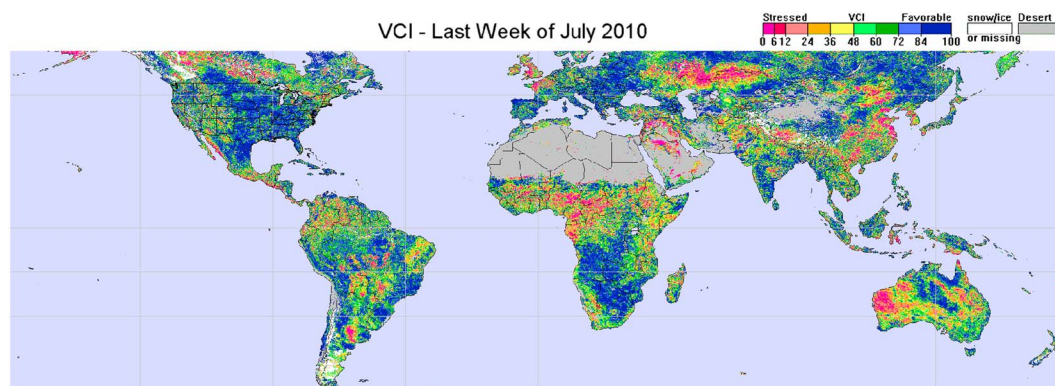 VCI - Last Week of July 2010
Stressed VCI Favorable snow/ice Desert
0 6 12 24 36 48 60 72 84 100 or missing